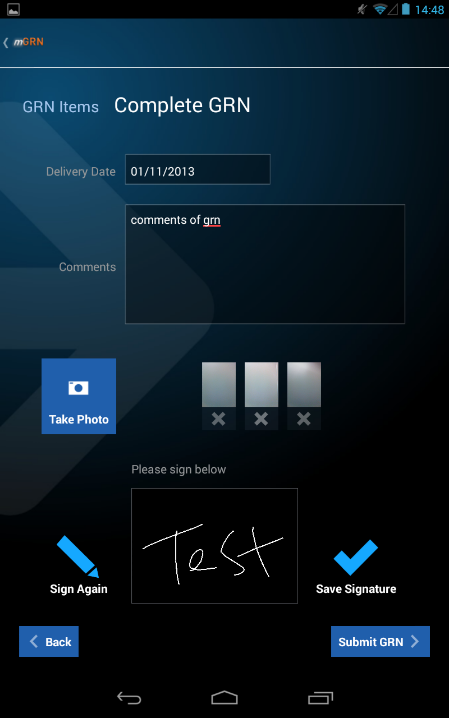 14:48
mGRN
GRN Items Complete GRN
Delivery Date 01/11/2013
comments of grn
Comments
Take Photo
Please sign below
Test
Sign Again
Save Signature
Back
Submit GRN